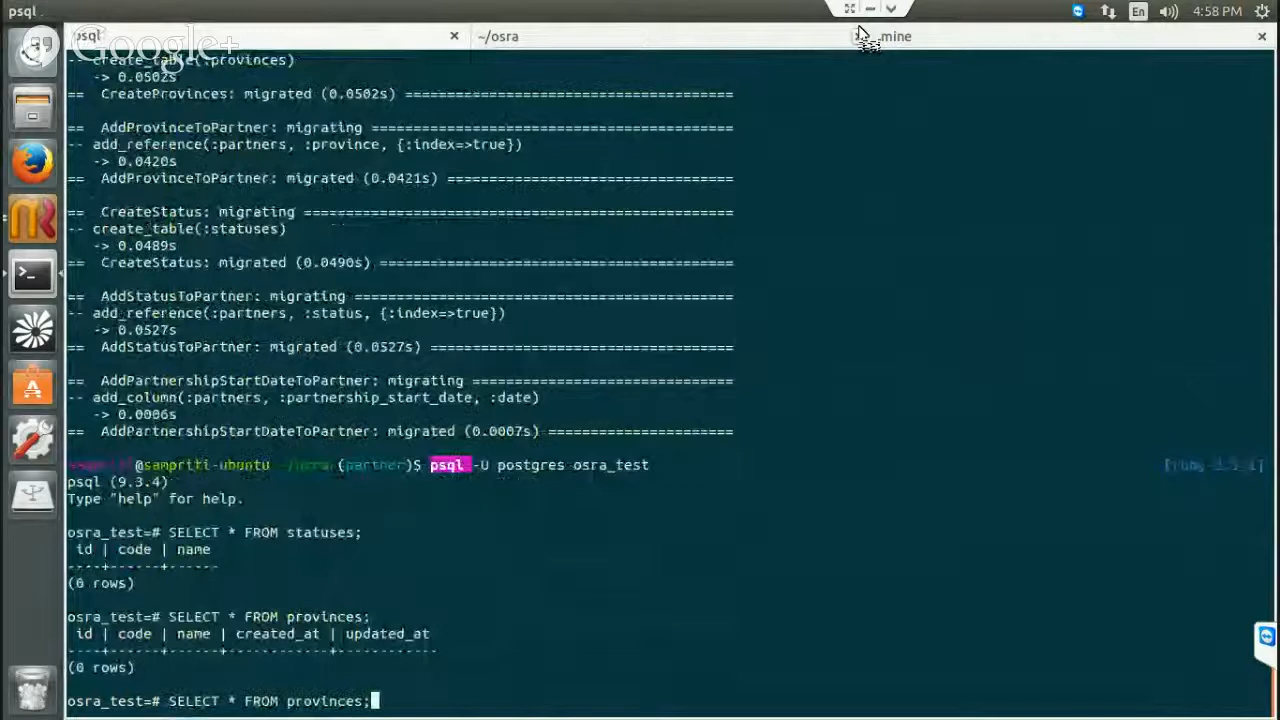 psql
En
4:58 PM
psql
~/osra
mine
Google+
-- create_table(:provinces)
-> 0.0502s
== CreateProvinces: migrated (0.0502s) =======================================
== AddProvinceToPartner: migrating ===========================================
-- add_reference(:partners, :province, {:index=>true})
-> 0.0420s
== AddProvinceToPartner: migrated (0.0421s) ==================================
== CreateStatus: migrating ===================================================
-- create_table(:statuses)
-> 0.0489s
== CreateStatus: migrated (0.0490s) ==========================================
== AddStatusToPartner: migrating =============================================
-- add_reference(:partners, :status, {:index=>true})
-> 0.0527s
== AddStatusToPartner: migrated (0.0527s) ====================================
== AddPartnershipStartDateToPartner: migrating ===============================
-- add_column(:partners, :partnership_start_date, :date)
-> 0.0006s
== AddPartnershipStartDateToPartner: migrated (0.0007s) ======================
@sampriti-ubuntu ~/osra (partner)$ psql -U postgres osra_test
psql (9.3.4)
Type "help" for help.
osra_test=# SELECT * FROM statuses;
id | code | name
----+------+------
(0 rows)
osra_test=# SELECT * FROM provinces;
id | code | name | created_at | updated_at
----+------+------+------------+------------
(0 rows)
osra_test=# SELECT * FROM provinces;